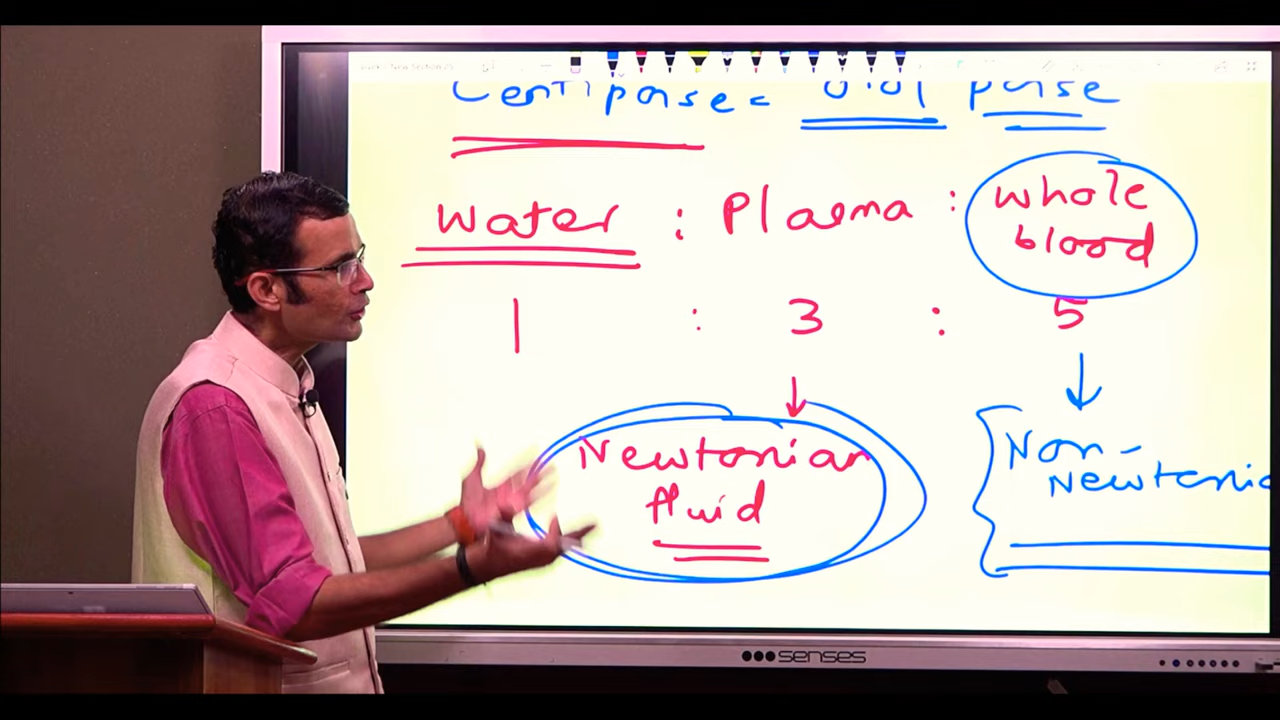 Centipoise = 0.01 poise
Water : Plasma : whole
blood
1 : 3 : 5
Newtonian
fluid
Non-
Newtonia
senses